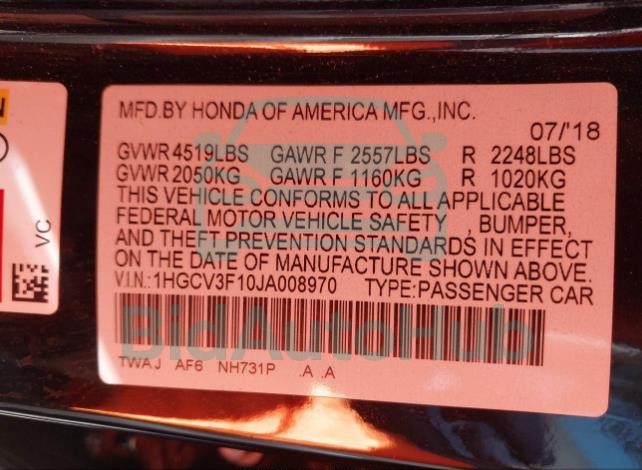 MFD.BY HONDA OF AMERICA MFG.,INC.
07/'18
GVWR 4519LBS GAWR F 2557LBS R 2248LBS
GVWR 2050KG GAWR F 1160KG R 1020KG
THIS VEHICLE CONFORMS TO ALL APPLICABLE
FEDERAL MOTOR VEHICLE SAFETY , BUMPER,
AND THEFT PREVENTION STANDARDS IN EFFECT
ON THE DATE OF MANUFACTURE SHOWN ABOVE.
V.I.N.:1HGCV3F10JA008970 TYPE:PASSENGER CAR
BidAutoHub
TWAJ AF6 NH731P .A .A
VC
N